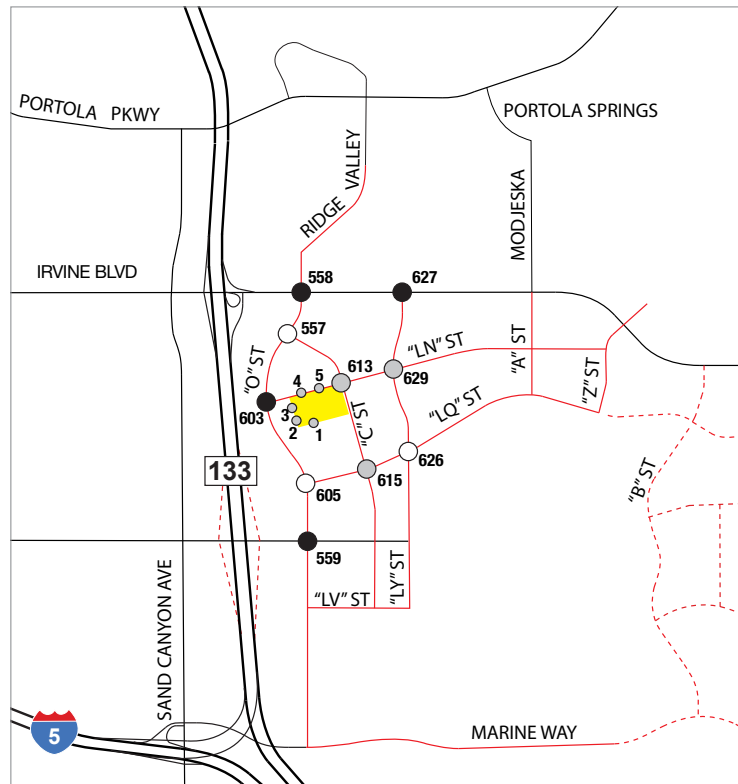 PORTOLA PKWY
PORTOLA SPRINGS
RIDGE VALLEY
MODJESKA
IRVINE BLVD
558
627
557
"O" ST
4
5
613
"LN" ST
629
"A" ST
"Z" ST
603
3
2
1
"C" ST
"LQ" ST
626
133
605
615
"B" ST
559
SAND CANYON AVE
"LV" ST
"LY" ST
5
MARINE WAY